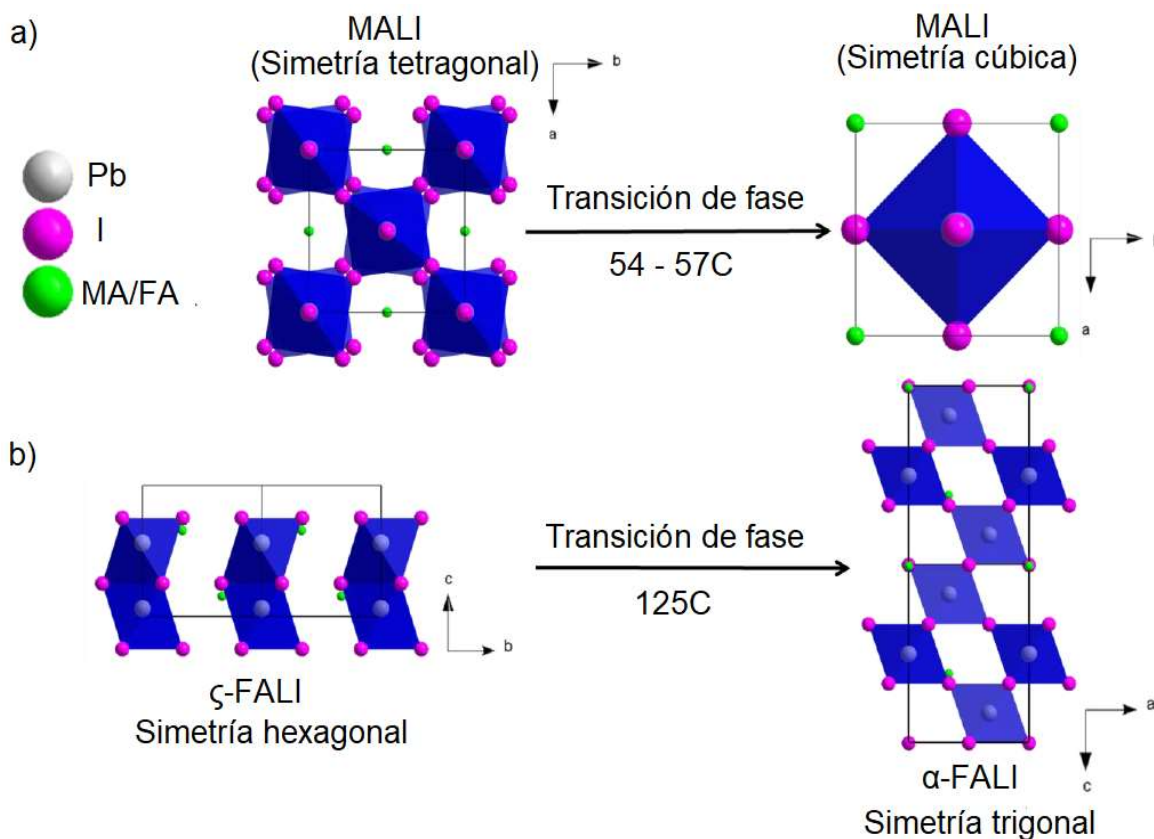 a)
MALI
(Simetría tetragonal)
b
a
MALI
(Simetría cúbica)
Pb
I
MA/FA
Transición de fase
54 - 57C
a
b)
Transición de fase
125C
c
b
ς-FALI
Simetría hexagonal
a
c
α-FALI
Simetría trigonal